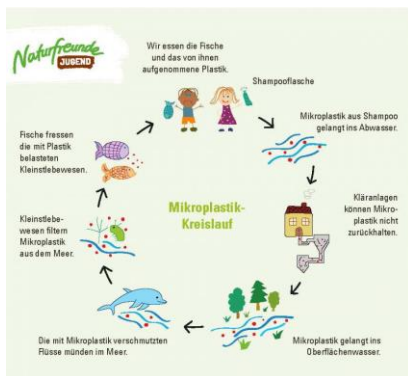 Naturfreunde
JUGEND
Wir essen die Fische
und das von ihnen
aufgenommene Plastik.
Shampooflasche
Mikroplastik aus Shampoo
gelangt ins Abwasser.
Kläranlagen
können Mikro-
plastik nicht
zurückhalten.
Mikroplastik gelangt ins
Oberflächenwasser.
Die mit Mikroplastik verschmutzten
Flüsse münden im Meer.
Kleinstlebe-
wesen filtern
Mikroplastik
aus dem Meer.
Fische fressen
die mit Plastik
belasteten
Kleinstlebewesen.
Mikroplastik-
Kreislauf